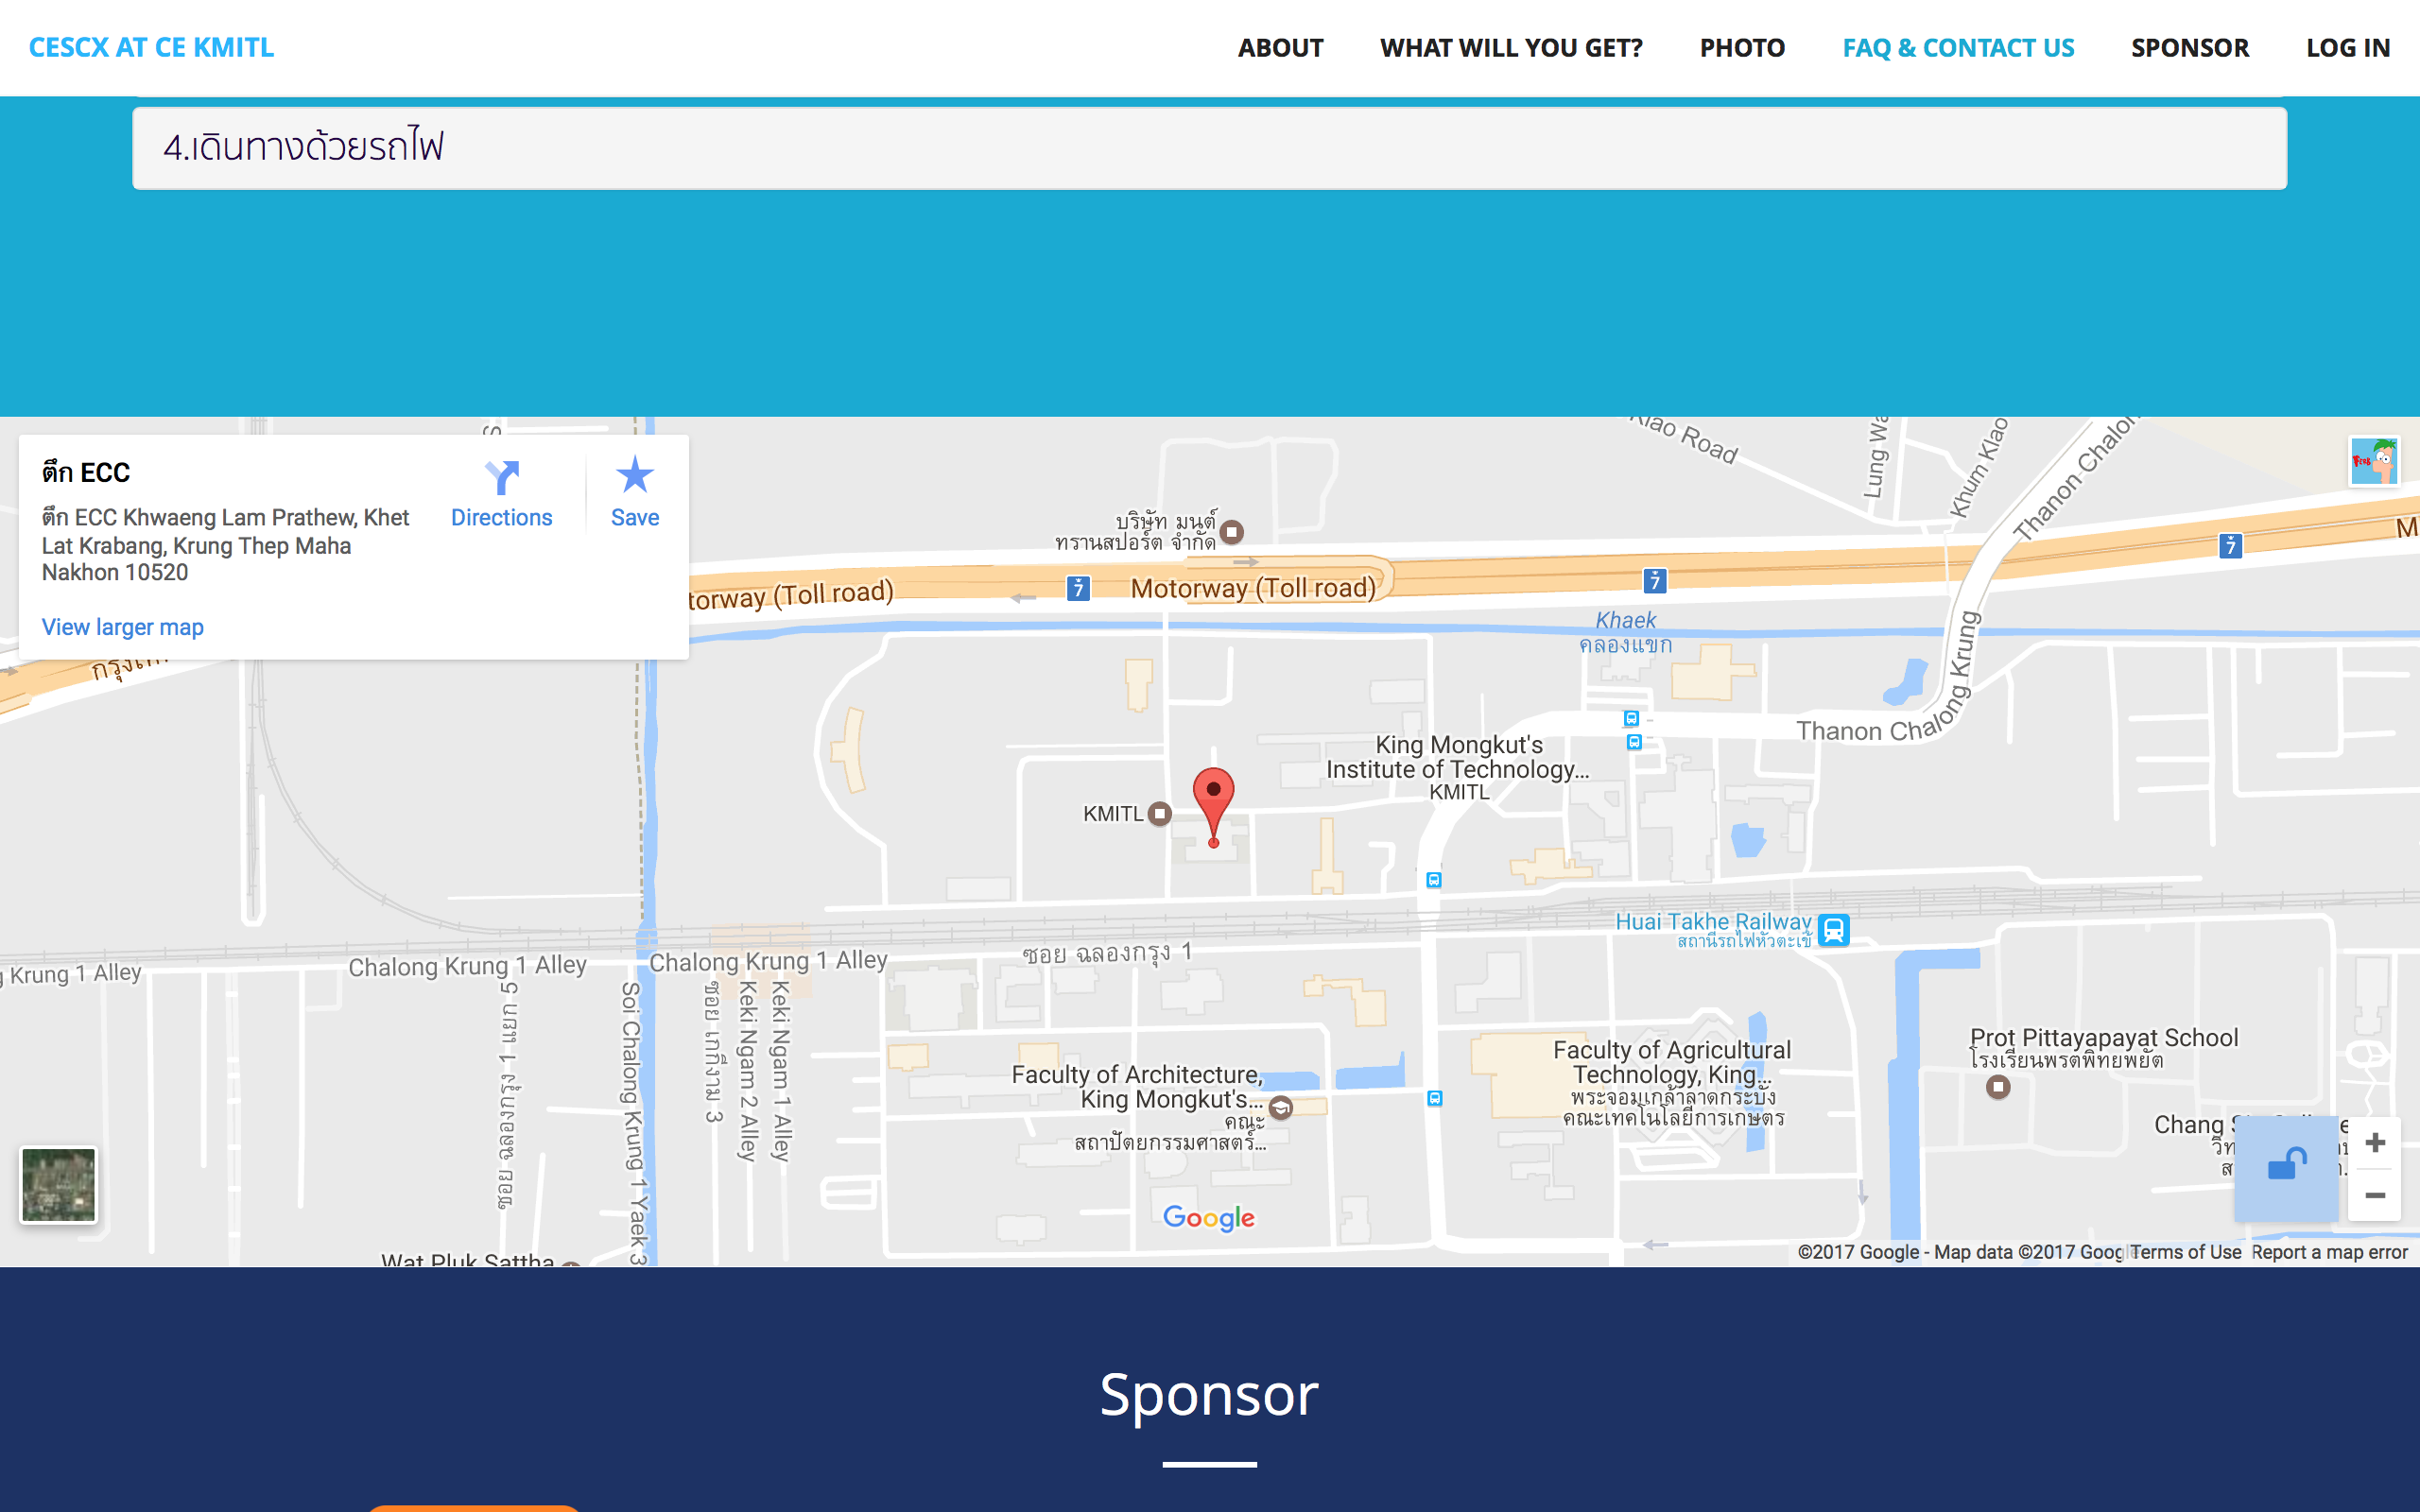 CESCX AT CE KMITL
ABOUT
WHAT WILL YOU GET?
PHOTO
FAQ & CONTACT US
SPONSOR
LOG IN
4.เดินทางด้วยรถไฟ
ตึก ECC
ตึก ECC Khwaeng Lam Prathew, Khet
Lat Krabang, Krung Thep Maha
Nakhon 10520
View larger map
Directions
Save
Road
Khum Klao
Thanon Chalon
บริษัท มนต์
ทรานสปอร์ต จำกัด
7
torway (Toll road)
7
Motorway (Toll road)
7
Khaek
คลองแขก
Thanon Chalong Krung
King Mongkut's
Institute of Technology...
KMITL
KMITL
Huai Takhe Railway
สถานีรถไฟหัวตะเข้
Krung 1 Alley
Chalong Krung 1 Alley
Chalong Krung 1 Alley
ซอย ฉลองกรุง 1
ซอย ฉลองกรุง 1 แยก 5
Soi Chalong Krung 1 Yaek 3
ซอย เกกีงาม 3
Keki Ngam 2 Alley
Keki Ngam 1 Alley
Faculty of Architecture,
King Mongkut's...
คณะ
สถาปัตยกรรมศาสตร์...
Faculty of Agricultural
Technology, King...
พระจอมเกล้าลาดกระบัง
คณะเทคโนโลยีการเกษตร
Prot Pittayapayat School
โรงเรียนพรตพิทยพยัต
Chang
Wat Pluk Sattha
Google
©2017 Google - Map data ©2017 Google
Terms of Use
Report a map error
Sponsor